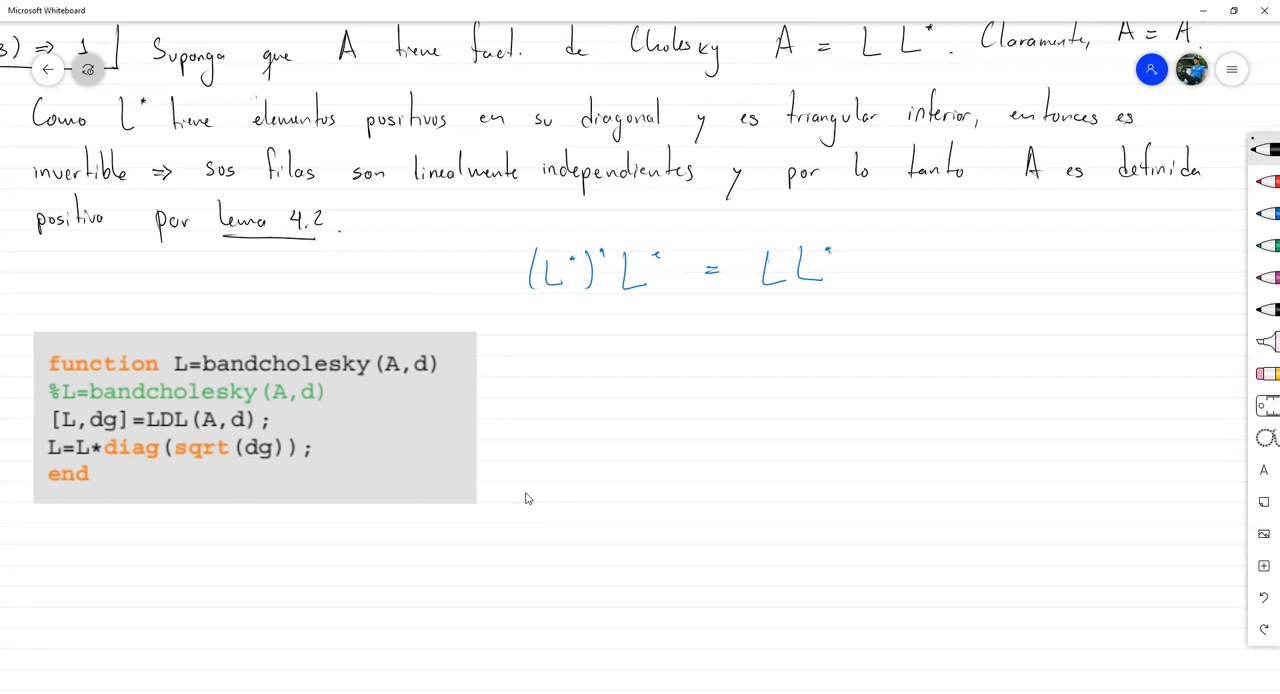 Microsoft Whiteboard
3) ⇒ 1 Suponga que A tiene fact. de Cholesky A = L L*. Claramente, A = A*.
Como L* tiene elementos positivos en su diagonal y es triangular inferior, entonces es
invertible ⇒ sus filas son linealmente independientes y por lo tanto A es definida
positiva por Lema 4.2.
(L*)* L* = L L*
function L=bandcholesky(A,d)
%L=bandcholesky(A,d)
[L,dg]=LDL(A,d);
L=L*diag(sqrt(dg));
end
A